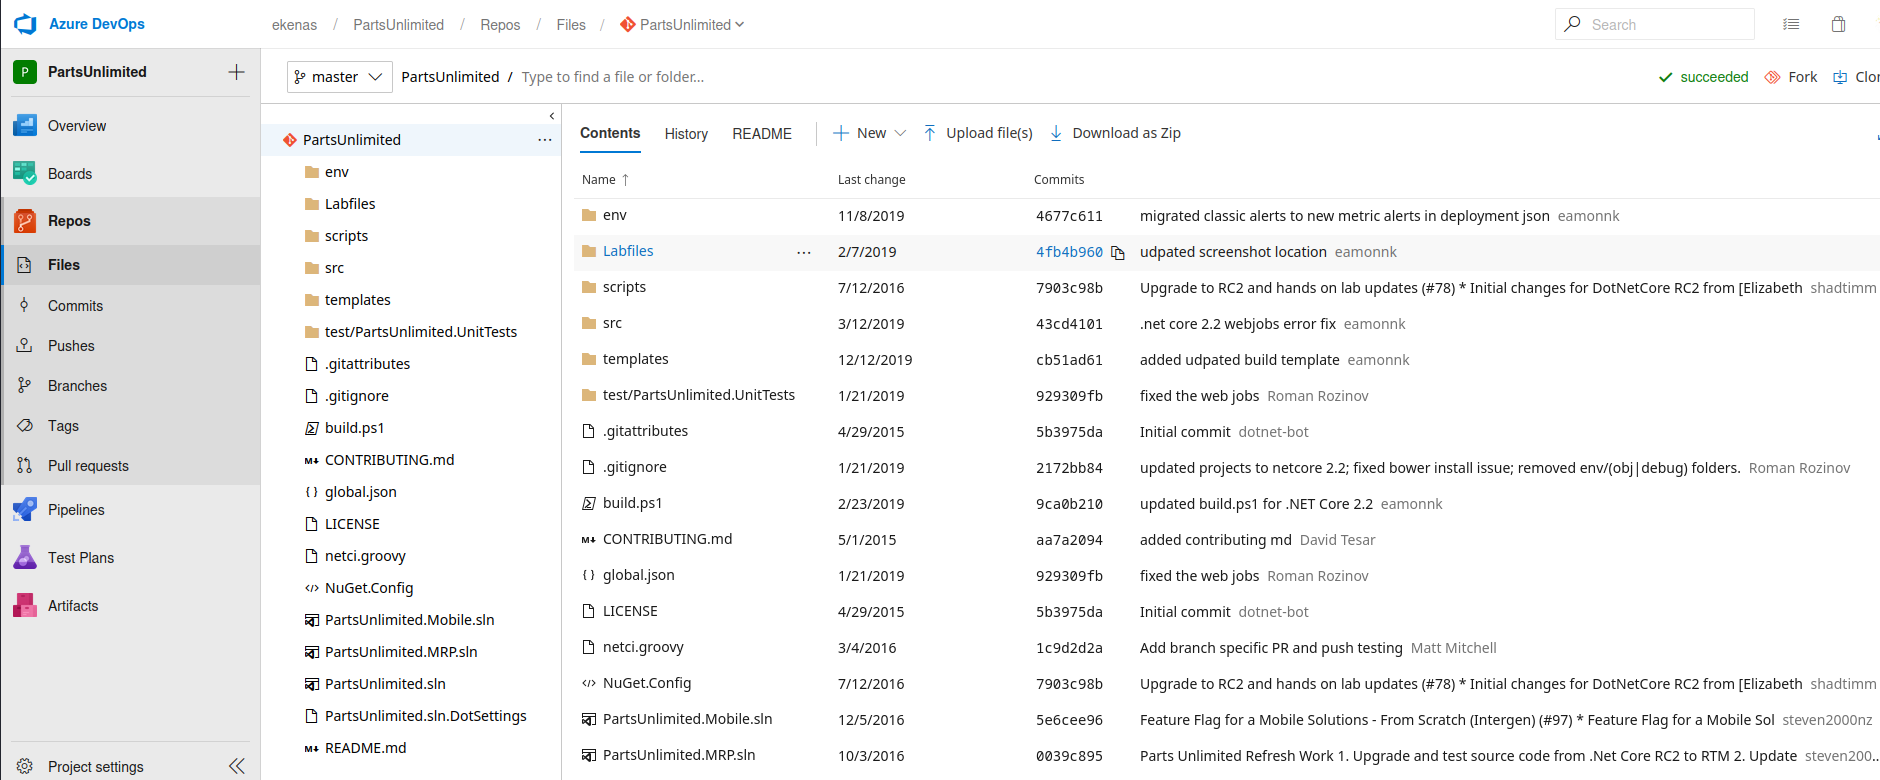 Azure DevOps
ekenas / PartsUnlimited / Repos / Files / PartsUnlimited
Search
P PartsUnlimited
master PartsUnlimited / Type to find a file or folder...
succeeded Fork
Overview
Boards
Repos
Files
Commits
Pushes
Branches
Tags
Pull requests
Pipelines
Test Plans
Artifacts
Project settings
PartsUnlimited
env
Labfiles
scripts
src
templates
test/PartsUnlimited.UnitTests
.gitattributes
.gitignore
build.ps1
M↓ CONTRIBUTING.md
{ } global.json
LICENSE
netci.groovy
</> NuGet.Config
PartsUnlimited.Mobile.sln
PartsUnlimited.MRP.sln
PartsUnlimited.sln
PartsUnlimited.sln.DotSettings
README.md
Contents History README New Upload file(s) Download as Zip
Name ↑ Last change Commits
env 11/8/2019 4677c611 migrated classic alerts to new metric alerts in deployment json eamonnk
Labfiles ... 2/7/2019 4fb4b960 udpated screenshot location eamonnk
scripts 7/12/2016 7903c98b Upgrade to RC2 and hands on lab updates (#78) * Initial changes for DotNetCore RC2 from [Elizabeth shadtimm
src 3/12/2019 43cd4101 .net core 2.2 webjobs error fix eamonnk
templates 12/12/2019 cb51ad61 added udpated build template eamonnk
test/PartsUnlimited.UnitTests 1/21/2019 929309fb fixed the web jobs Roman Rozinov
.gitattributes 4/29/2015 5b3975da Initial commit dotnet-bot
.gitignore 1/21/2019 2172bb84 updated projects to netcore 2.2; fixed bower install issue; removed env/(obj|debug) folders. Roman Rozinov
build.ps1 2/23/2019 9ca0b210 updated build.ps1 for .NET Core 2.2 eamonnk
M↓ CONTRIBUTING.md 5/1/2015 aa7a2094 added contributing md David Tesar
{ } global.json 1/21/2019 929309fb fixed the web jobs Roman Rozinov
LICENSE 4/29/2015 5b3975da Initial commit dotnet-bot
netci.groovy 3/4/2016 1c9d2d2a Add branch specific PR and push testing Matt Mitchell
</> NuGet.Config 7/12/2016 7903c98b Upgrade to RC2 and hands on lab updates (#78) * Initial changes for DotNetCore RC2 from [Elizabeth shadtimm
PartsUnlimited.Mobile.sln 12/5/2016 5e6cee96 Feature Flag for a Mobile Solutions - From Scratch (Intergen) (#97) * Feature Flag for a Mobile Sol steven2000nz
PartsUnlimited.MRP.sln 10/3/2016 0039c895 Parts Unlimited Refresh Work 1. Upgrade and test source code from .Net Core RC2 to RTM 2. Update steven200...